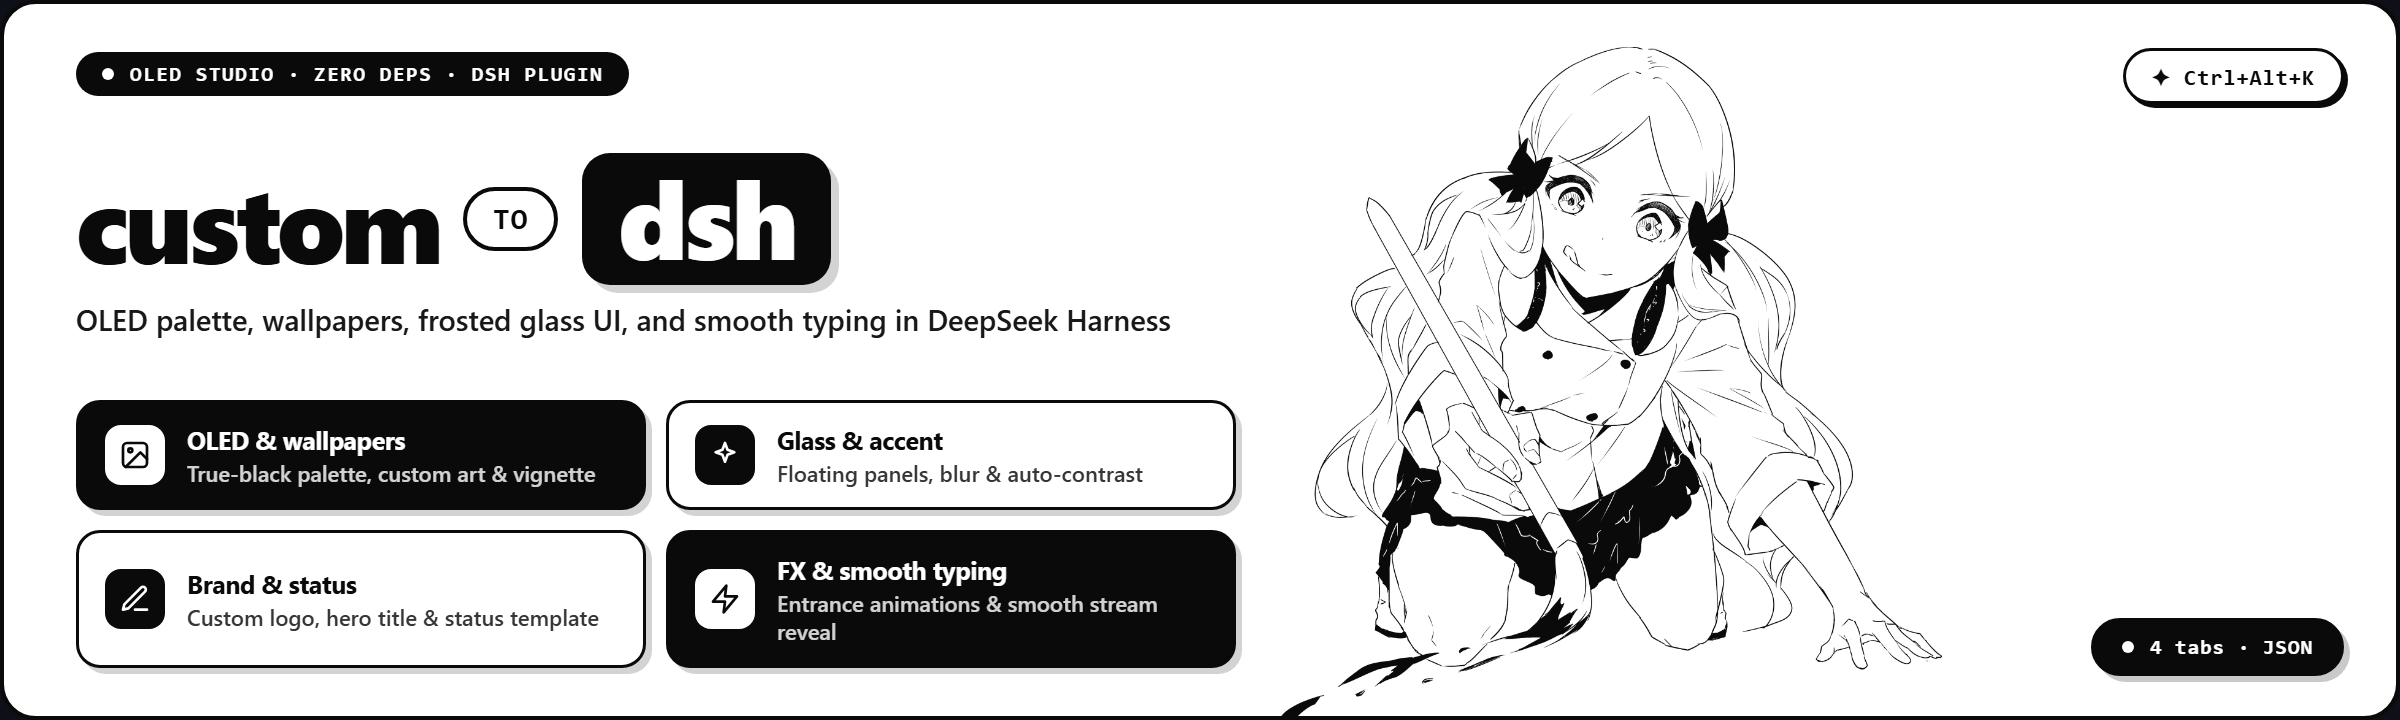 OLED STUDIO · ZERO DEPS · DSH PLUGIN
✦ Ctrl+Alt+K
custom TO dsh
OLED palette, wallpapers, frosted glass UI, and smooth typing in DeepSeek Harness
OLED & wallpapers
True-black palette, custom art & vignette
Glass & accent
Floating panels, blur & auto-contrast
Brand & status
Custom logo, hero title & status template
FX & smooth typing
Entrance animations & smooth stream
reveal
4 tabs · JSON